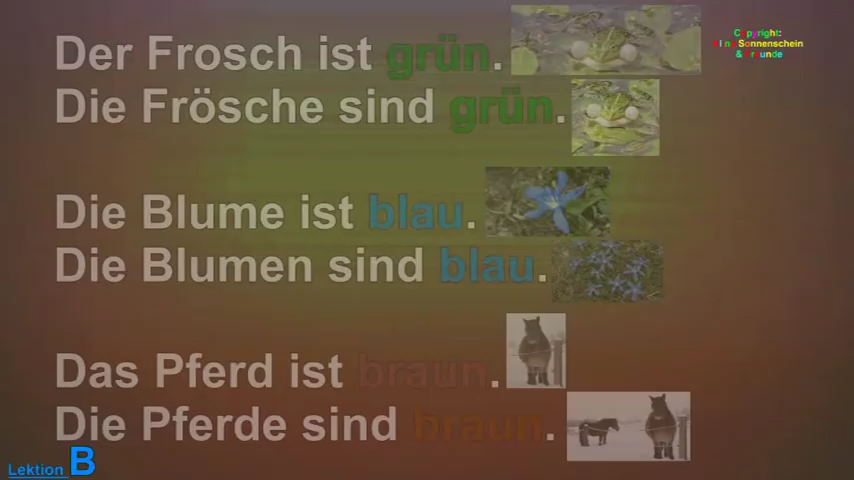 Der Frosch ist grün.
Die Frösche sind grün.
Die Blume ist blau.
Die Blumen sind blau.
Das Pferd ist braun.
Die Pferde sind braun.
Copyright:
Sonnenschein
&
Lektion B